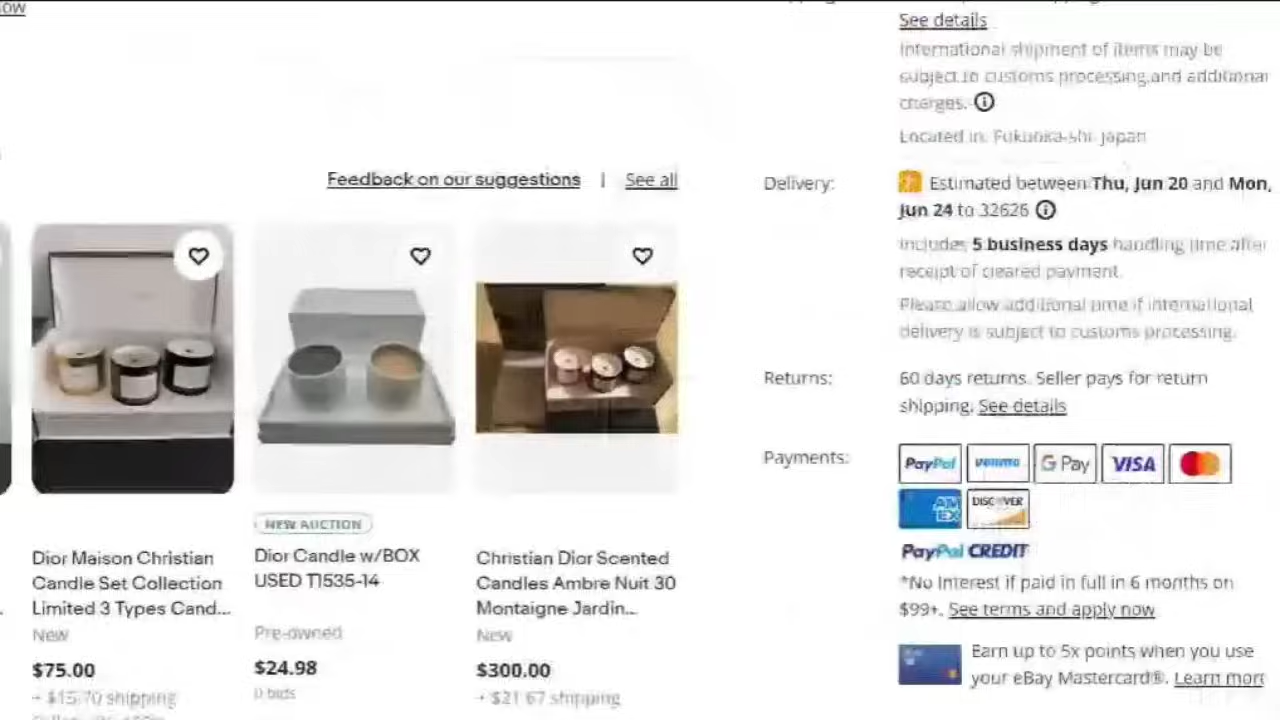 Feedback on our suggestions | See all
Dior Maison Christian
Candle Set Collection
Limited 3 Types Cand...
New
$75.00
+ $15.70 shipping
NEW AUCTION
Dior Candle w/BOX
USED T1535-14
Pre-owned
$24.98
0 bids
Christian Dior Scented
Candles Ambre Nuit 30
Montaigne Jardin...
New
$300.00
+ $21.67 shipping
See details
International shipment of items may be
subject to customs processing and additional
charges.
Located in: Fukuoka-shi, Japan
Delivery:
Estimated between Thu, Jun 20 and Mon,
Jun 24 to 32626
Includes 5 business days handling time after
receipt of cleared payment.
Please allow additional time if international
delivery is subject to customs processing.
Returns:
60 days returns. Seller pays for return
shipping. See details
Payments:
PayPal venmo G Pay VISA
AMEX DISCOVER
PayPal CREDIT
*No Interest if paid in full in 6 months on
$99+. See terms and apply now
Earn up to 5x points when you use
your eBay Mastercard®. Learn more